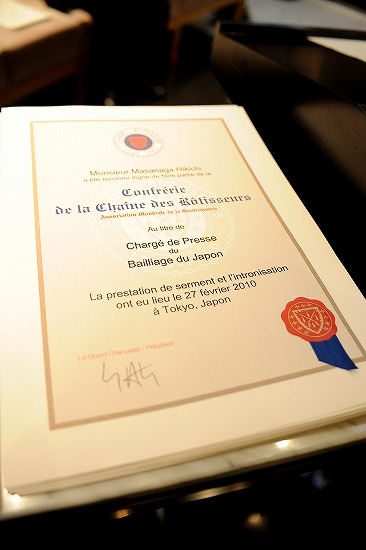 Monsieur Masanaga Hikichi
a été reconnu digne de faire partie de la
Confrérie
de la Chaîne des Rôtisseurs
Association Mondiale de la Gastronomie
Au titre de
Chargé de Presse
du
Bailliage du Japon
La prestation de serment et l'intronisation
ont eu lieu le 27 février 2010
à Tokyo, Japon
Le Grand Chancelier - Président